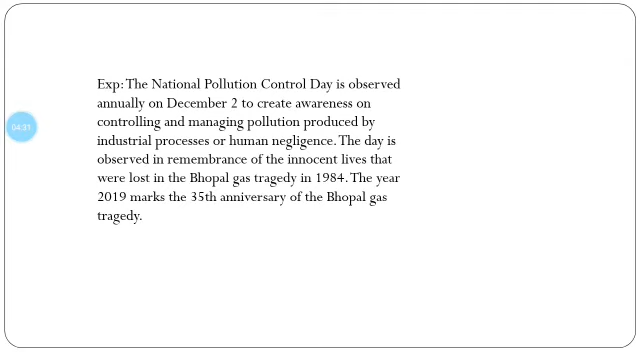 Exp: The National Pollution Control Day is observed
annually on December 2 to create awareness on
controlling and managing pollution produced by
industrial processes or human negligence. The day is
observed in remembrance of the innocent lives that
were lost in the Bhopal gas tragedy in 1984. The year
2019 marks the 35th anniversary of the Bhopal gas
tragedy.
04:31